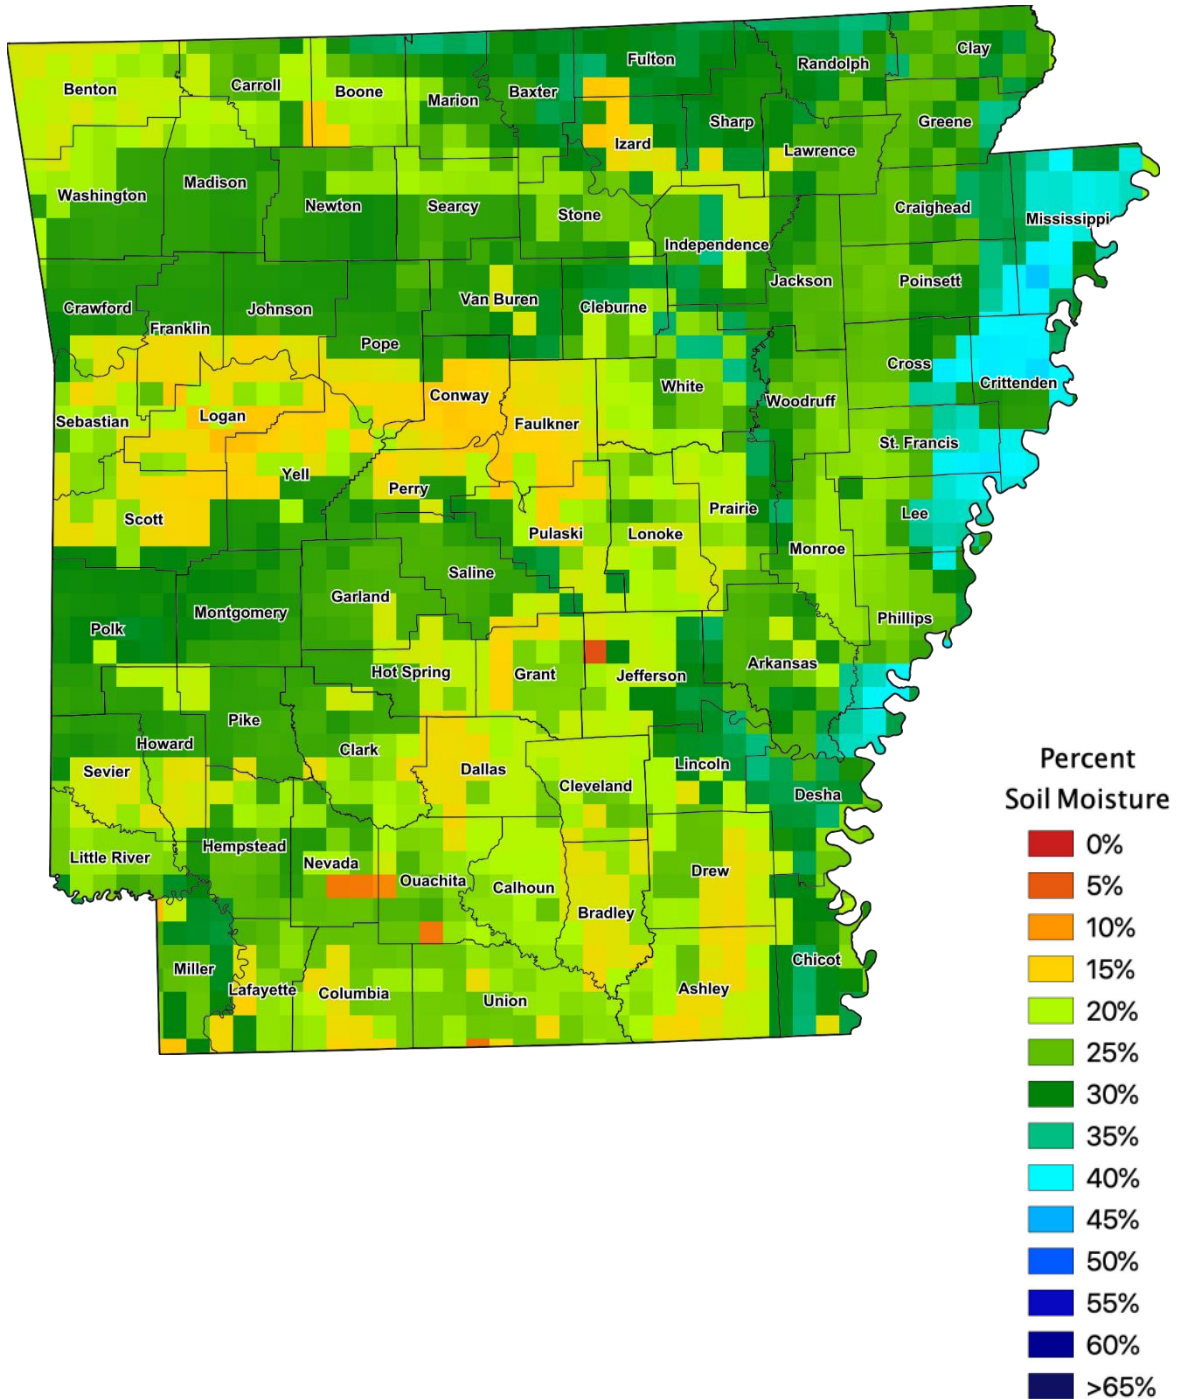 Clay
Fulton
Randolph
Carroll
Benton
Boone
Baxter
Marion
Sharp
Greene
Izard
Lawrence
Madison
Washington
Newton
Searcy
Craighead
Stone
Mississippi
Independence
Jackson
Poinsett
Van Buren
Crawford
Johnson
Cleburne
Franklin
Pope
Cross
White
Crittenden
Conway
Woodruff
Logan
Sebastian
Faulkner
St. Francis
Yell
Perry
Prairie
Lee
Scott
Pulaski
Lonoke
Monroe
Saline
Garland
Montgomery
Phillips
Polk
Arkansas
Hot Spring
Grant
Jefferson
Pike
Howard
Clark
Lincoln
Sevier
Dallas
Cleveland
Desha
Hempstead
Little River
Nevada
Drew
Ouachita
Calhoun
Bradley
Chicot
Miller
Lafayette
Columbia
Ashley
Union
Percent
Soil Moisture
0%
5%
10%
15%
20%
25%
30%
35%
40%
45%
50%
55%
60%
>65%